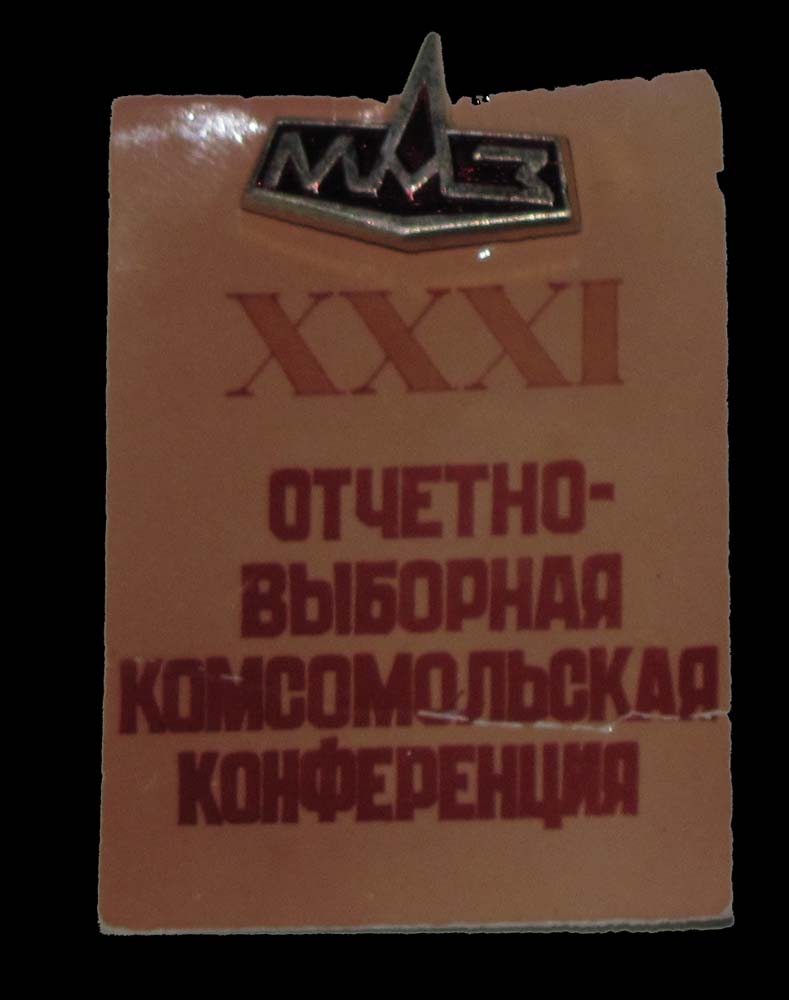 МАЗ
XXXI
ОТЧЕТНО-
ВЫБОРНАЯ
КОМСОМОЛЬСКАЯ
КОНФЕРЕНЦИЯ